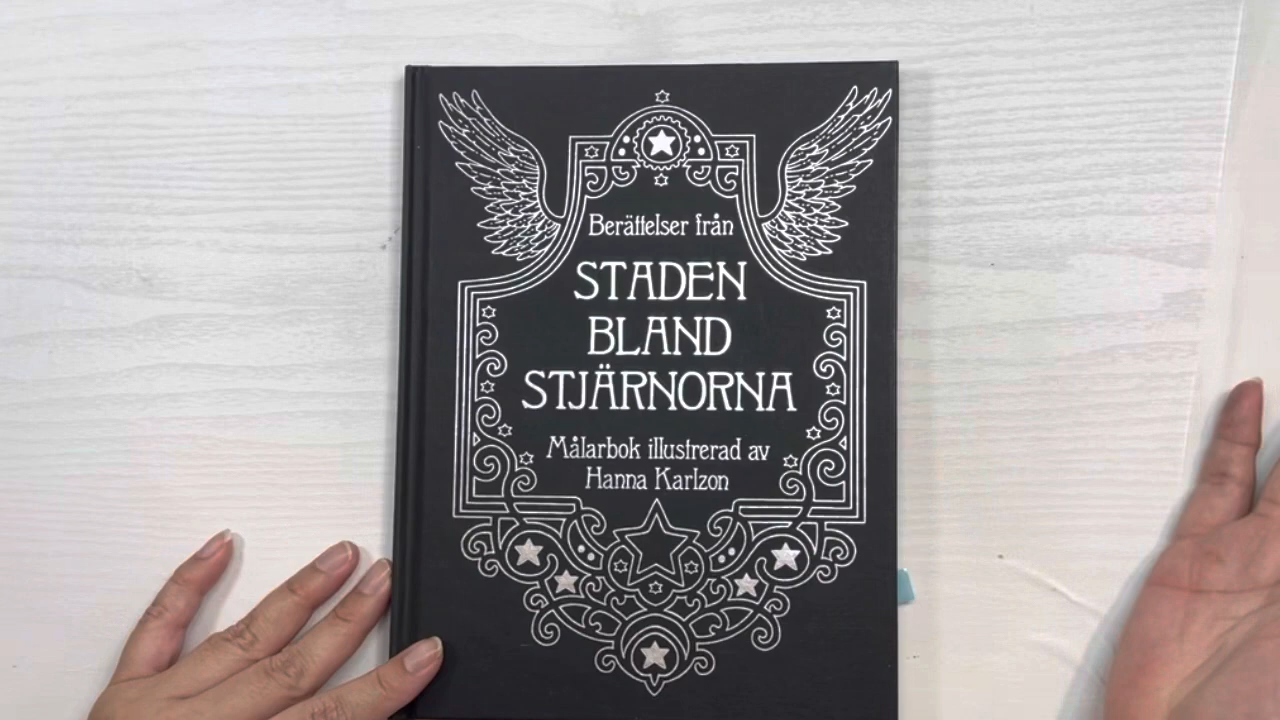 Berättelser från
STADEN
BLAND
STJÄRNORNA
Målarbok illustrerad av
Hanna Karlzon